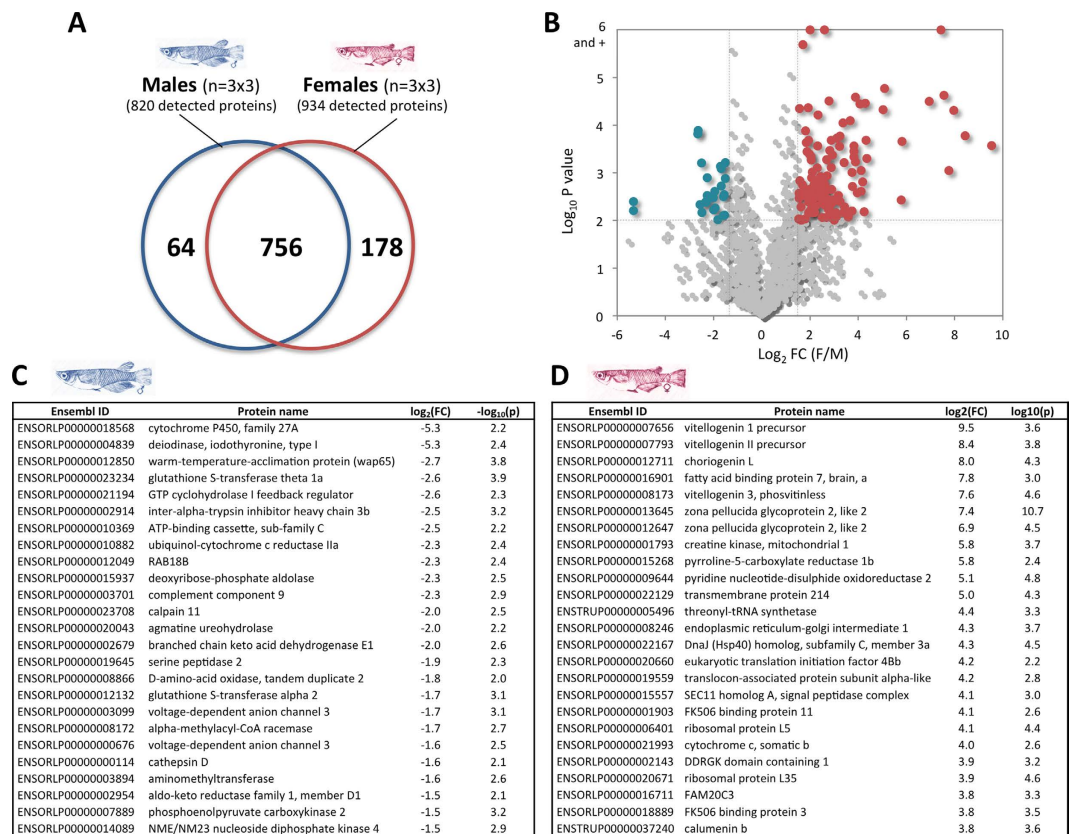 A
Males (n=3x3)
(820 detected proteins)
Females (n=3x3)
(934 detected proteins)
64
756
178
B
6
and +
5
4
3
2
1
0
Log10 P value
-6 -4 -2 0 2 4 6 8 10
Log2 FC (F/M)
C
Ensembl ID Protein name log2(FC) -log10(p)
ENSORLP00000018568 cytochrome P450, family 27A -5.3 2.2
ENSORLP00000004839 deiodinase, iodothyronine, type I -5.3 2.4
ENSORLP00000012850 warm-temperature-acclimation protein (wap65) -2.7 3.8
ENSORLP00000023234 glutathione S-transferase theta 1a -2.6 3.9
ENSORLP00000021194 GTP cyclohydrolase I feedback regulator -2.6 2.3
ENSORLP00000002914 inter-alpha-trypsin inhibitor heavy chain 3b -2.5 3.2
ENSORLP00000010369 ATP-binding cassette, sub-family C -2.5 2.2
ENSORLP00000010882 ubiquinol-cytochrome c reductase IIa -2.3 2.4
ENSORLP00000012049 RAB18B -2.3 2.4
ENSORLP00000015937 deoxyribose-phosphate aldolase -2.3 2.5
ENSORLP00000003701 complement component 9 -2.3 2.9
ENSORLP00000023708 calpain 11 -2.0 2.5
ENSORLP00000020043 agmatine ureohydrolase -2.0 2.2
ENSORLP00000002679 branched chain keto acid dehydrogenase E1 -2.0 2.6
ENSORLP00000019645 serine peptidase 2 -1.9 2.3
ENSORLP00000008866 D-amino-acid oxidase, tandem duplicate 2 -1.8 2.0
ENSORLP00000012132 glutathione S-transferase alpha 2 -1.7 3.1
ENSORLP00000003099 voltage-dependent anion channel 3 -1.7 3.1
ENSORLP00000008172 alpha-methylacyl-CoA racemase -1.7 2.7
ENSORLP00000000676 voltage-dependent anion channel 3 -1.6 2.5
ENSORLP00000000114 cathepsin D -1.6 2.1
ENSORLP00000003894 aminomethyltransferase -1.6 2.6
ENSORLP00000002954 aldo-keto reductase family 1, member D1 -1.5 2.1
ENSORLP00000007889 phosphoenolpyruvate carboxykinase 2 -1.5 3.2
ENSORLP00000014089 NME/NM23 nucleoside diphosphate kinase 4 -1.5 2.9
D
Ensembl ID Protein name log2(FC) log10(p)
ENSORLP00000007656 vitellogenin 1 precursor 9.5 3.6
ENSORLP00000007793 vitellogenin II precursor 8.4 3.8
ENSORLP00000012711 choriogenin L 8.0 4.3
ENSORLP00000016901 fatty acid binding protein 7, brain, a 7.8 3.0
ENSORLP00000008173 vitellogenin 3, phosvitinless 7.6 4.6
ENSORLP00000013645 zona pellucida glycoprotein 2, like 2 7.4 10.7
ENSORLP00000012647 zona pellucida glycoprotein 2, like 2 6.9 4.5
ENSORLP00000001793 creatine kinase, mitochondrial 1 5.8 3.7
ENSORLP00000015268 pyrroline-5-carboxylate reductase 1b 5.8 2.4
ENSORLP00000009644 pyridine nucleotide-disulphide oxidoreductase 2 5.1 4.8
ENSORLP00000022129 transmembrane protein 214 5.0 4.3
ENSTRUP00000005496 threonyl-tRNA synthetase 4.4 3.3
ENSORLP00000008246 endoplasmic reticulum-golgi intermediate 1 4.3 3.7
ENSORLP00000022167 DnaJ (Hsp40) homolog, subfamily C, member 3a 4.3 4.5
ENSORLP00000020660 eukaryotic translation initiation factor 4Bb 4.2 2.2
ENSORLP00000019559 translocon-associated protein subunit alpha-like 4.2 2.8
ENSORLP00000015557 SEC11 homolog A, signal peptidase complex 4.1 3.0
ENSORLP00000001903 FK506 binding protein 11 4.1 2.6
ENSORLP00000006401 ribosomal protein L5 4.1 4.4
ENSORLP00000021993 cytochrome c, somatic b 4.0 2.6
ENSORLP00000002143 DDRGK domain containing 1 3.9 3.2
ENSORLP00000020671 ribosomal protein L35 3.9 4.6
ENSORLP00000016711 FAM20C3 3.8 3.3
ENSORLP00000018889 FK506 binding protein 3 3.8 3.5
ENSTRUP00000037240 calumenin b 3.8 3.6